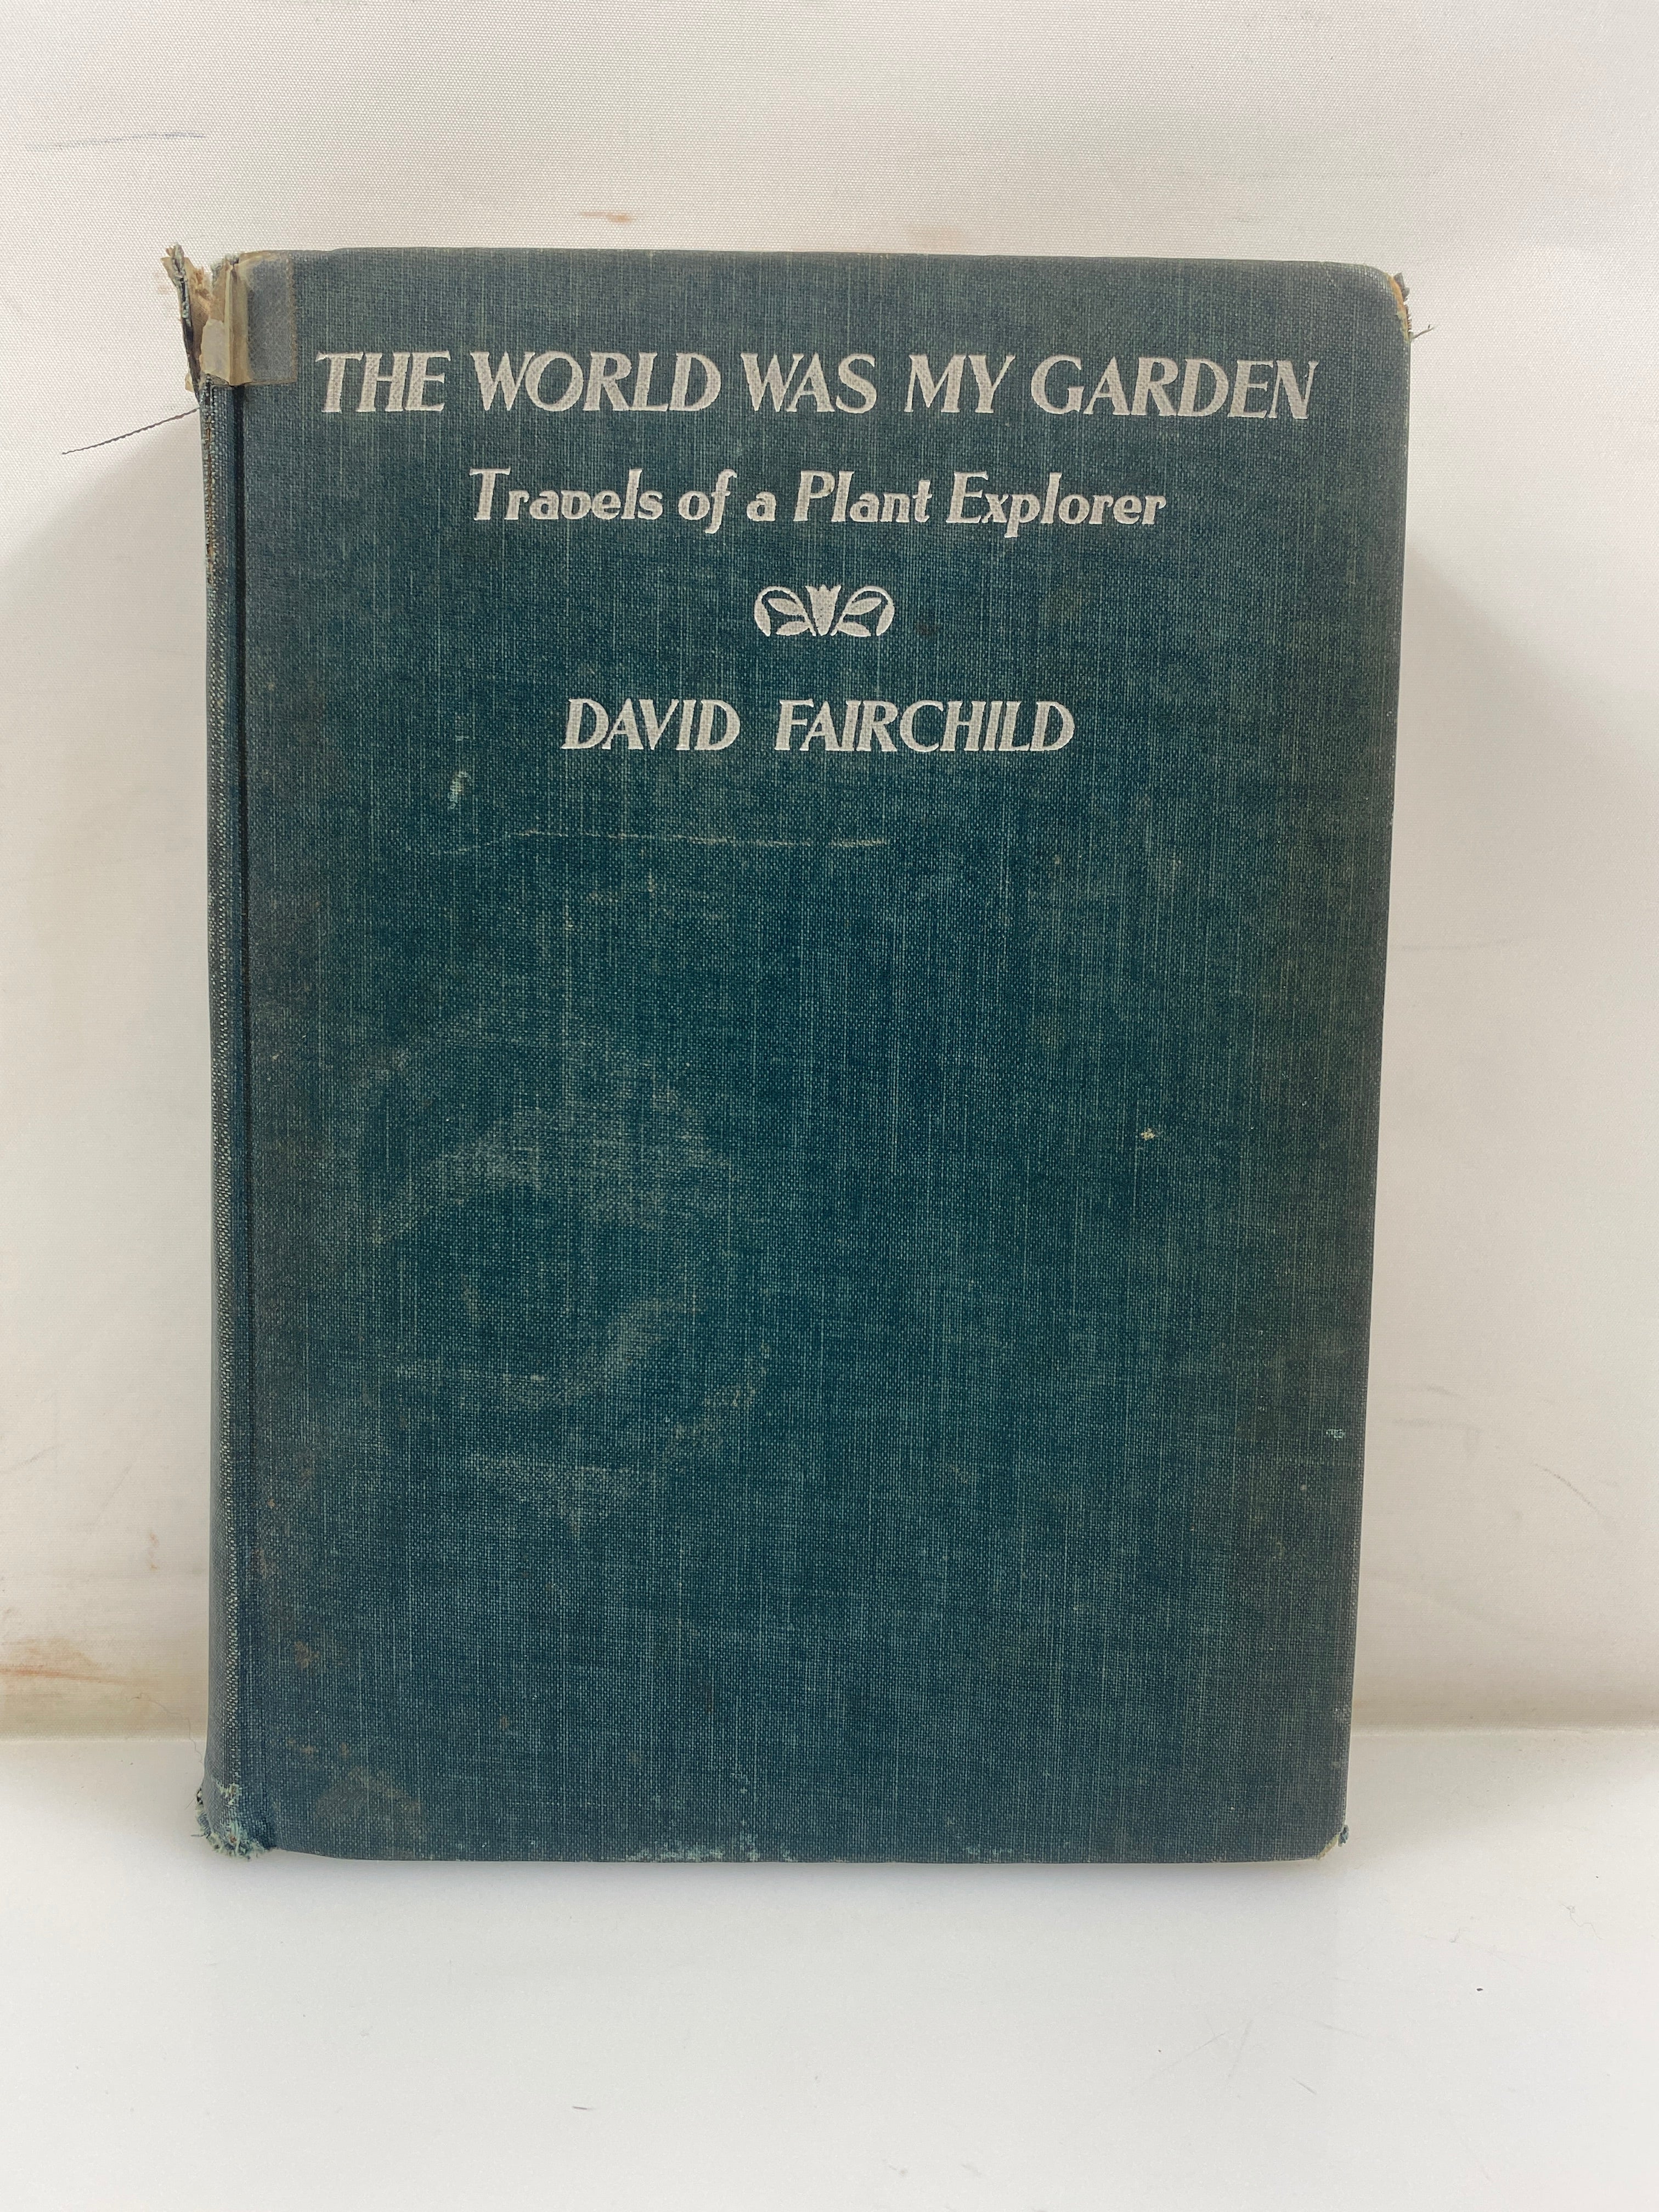 THE WORLD WAS MY GARDEN
Travels of a Plant Explorer
DAVID FAIRCHILD